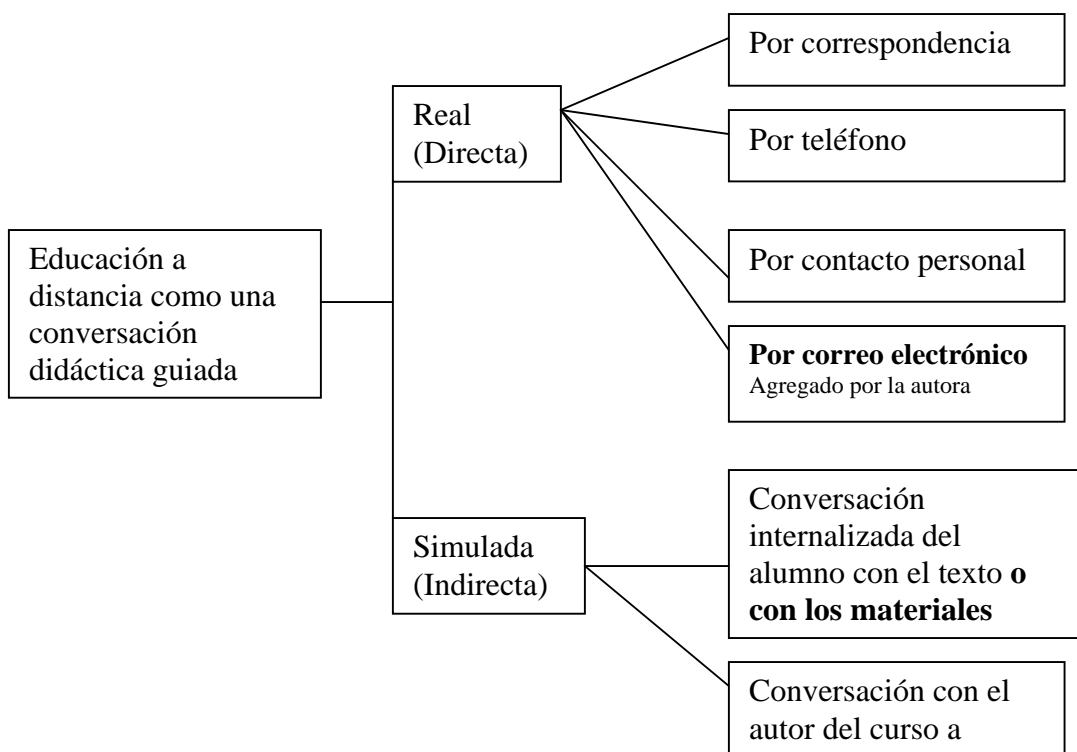 Por correspondencia
Real
(Directa)
Por teléfono
Por contacto personal
Educación a
distancia como una
conversación
didáctica guiada
Por correo electrónico
Agregado por la autora
Conversación
internalizada del
alumno con el texto o
con los materiales
Simulada
(Indirecta)
Conversación con el
autor del curso a